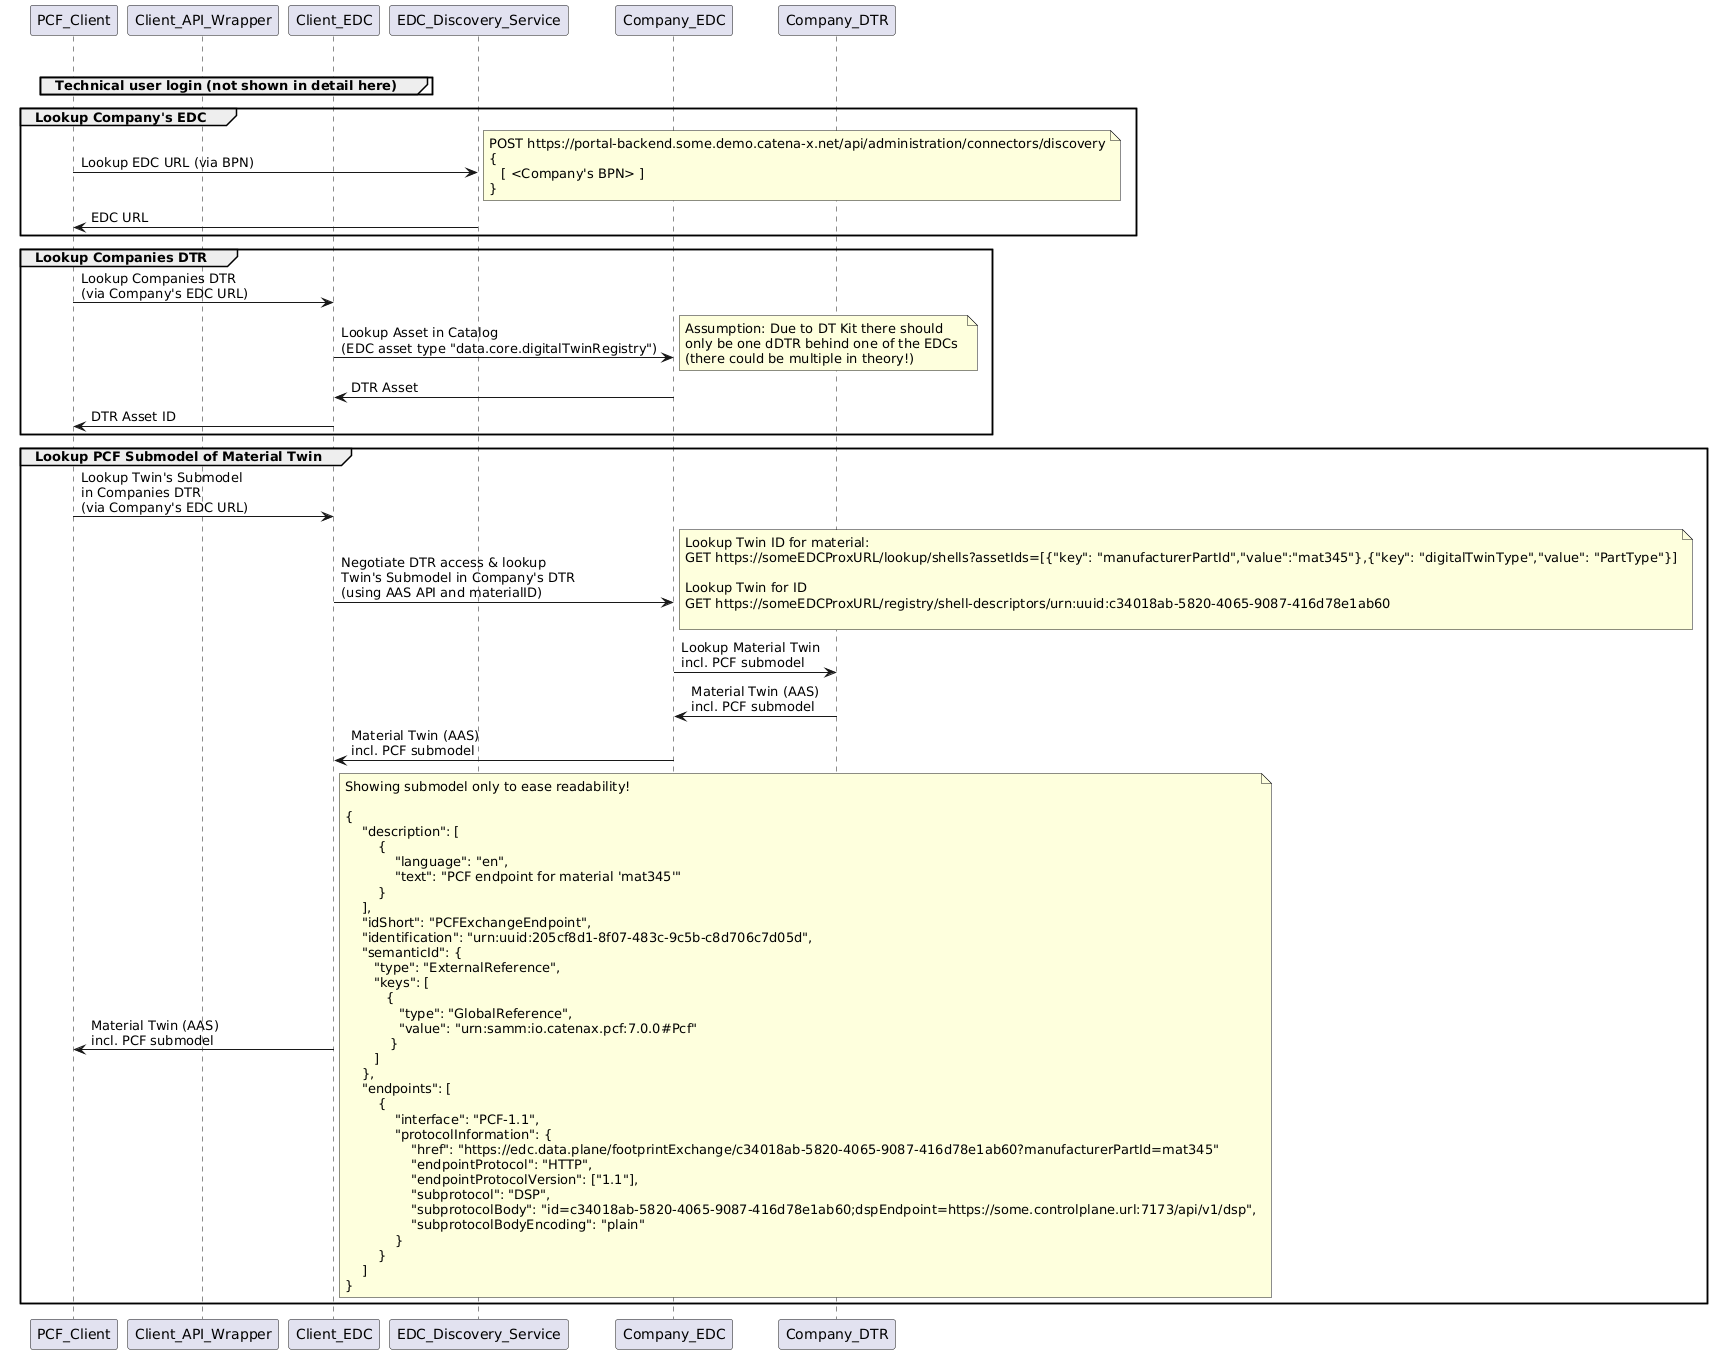 PCF_Client
Client_API_Wrapper
Client_EDC
EDC_Discovery_Service
Company_EDC
Company_DTR
Technical user login (not shown in detail here)
Lookup Company's EDC
Lookup EDC URL (via BPN)
POST https://portal-backend.some.demo.catena-x.net/api/administration/connectors/discovery
{
[ <Company's BPN> ]
}
EDC URL
Lookup Companies DTR
Lookup Companies DTR
(via Company's EDC URL)
Lookup Asset in Catalog
(EDC asset type "data.core.digitalTwinRegistry")
Assumption: Due to DT Kit there should
only be one dDTR behind one of the EDCs
(there could be multiple in theory!)
DTR Asset
DTR Asset ID
Lookup PCF Submodel of Material Twin
Lookup Twin's Submodel
in Companies DTR
(via Company's EDC URL)
Negotiate DTR access & lookup
Twin's Submodel in Company's DTR
(using AAS API and materialID)
Lookup Twin ID for material:
GET https://someEDCProxURL/lookup/shells?assetIds=[{"key": "manufacturerPartId","value":"mat345"},{"key": "digitalTwinType","value": "PartType"}]
Lookup Twin for ID
GET https://someEDCProxURL/registry/shell-descriptors/urn:uuid:c34018ab-5820-4065-9087-416d78e1ab60
Lookup Material Twin
incl. PCF submodel
Material Twin (AAS)
incl. PCF submodel
Material Twin (AAS)
incl. PCF submodel
Material Twin (AAS)
incl. PCF submodel
Showing submodel only to ease readability!
{
"description": [
{
"language": "en",
"text": "PCF endpoint for material 'mat345'"
}
],
"idShort": "PCFExchangeEndpoint",
"identification": "urn:uuid:205cf8d1-8f07-483c-9c5b-c8d706c7d05d",
"semanticId": {
"type": "ExternalReference",
"keys": [
{
"type": "GlobalReference",
"value": "urn:samm:io.catenax.pcf:7.0.0#Pcf"
}
]
},
"endpoints": [
{
"interface": "PCF-1.1",
"protocolInformation": {
"href": "https://edc.data.plane/footprintExchange/c34018ab-5820-4065-9087-416d78e1ab60?manufacturerPartId=mat345"
"endpointProtocol": "HTTP",
"endpointProtocolVersion": ["1.1"],
"subprotocol": "DSP",
"subprotocolBody": "id=c34018ab-5820-4065-9087-416d78e1ab60;dspEndpoint=https://some.controlplane.url:7173/api/v1/dsp",
"subprotocolBodyEncoding": "plain"
}
}
]
}
PCF_Client
Client_API_Wrapper
Client_EDC
EDC_Discovery_Service
Company_EDC
Company_DTR